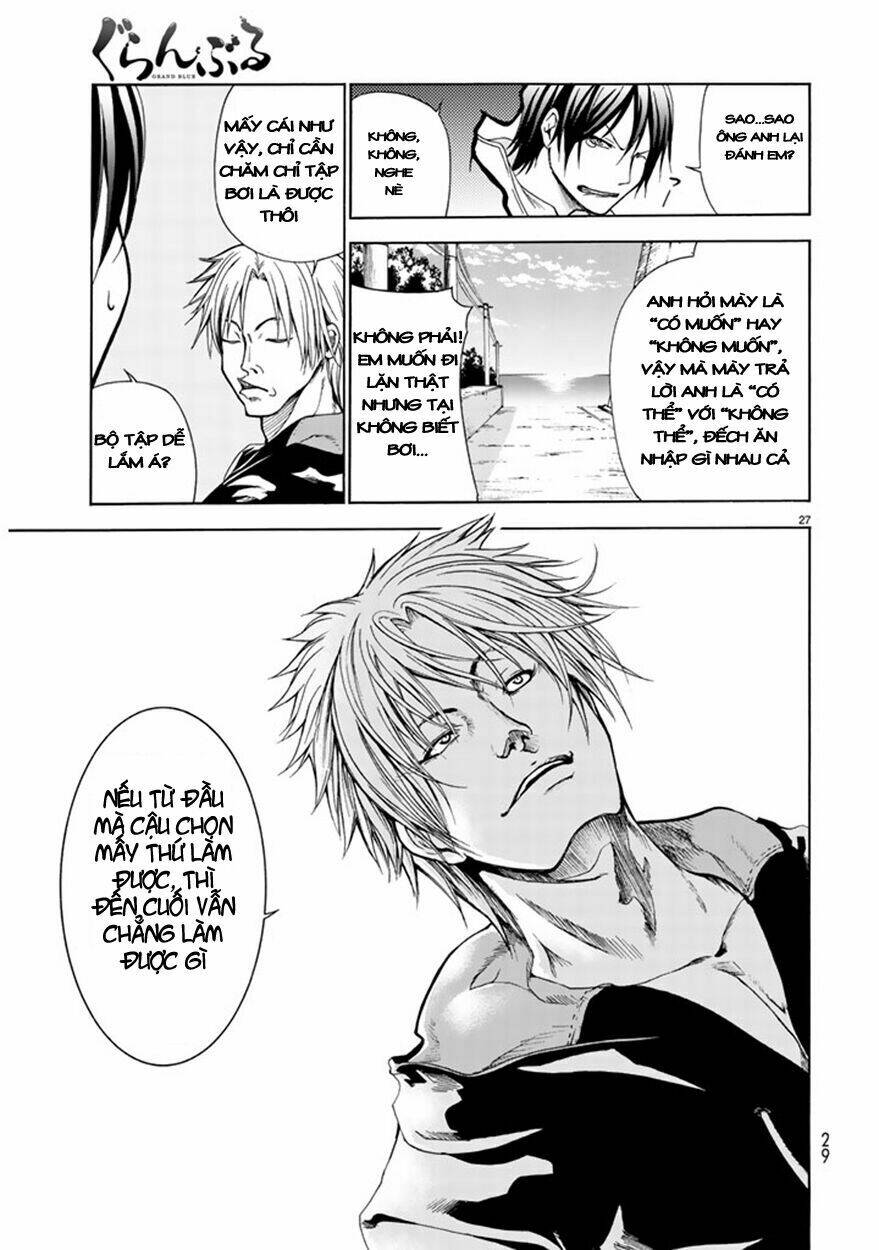 ぐらんぶる
GRAND BLUE
SAO...SAO
ÔNG ANH LẠI
ĐÁNH EM?
KHÔNG,
KHÔNG,
NGHE
NÈ
MẤY CÁI NHƯ
VẬY, CHỈ CẦN
CHĂM CHỈ TẬP
BƠI LÀ ĐƯỢC
THÔI
BỘ TẬP DỄ
LẮM Á?
ANH HỎI MÀY LÀ
“CÓ MUỐN” HAY
“KHÔNG MUỐN”,
VẬY MÀ MÀY TRẢ
LỜI ANH LÀ “CÓ
THỂ” VỚI “KHÔNG
THỂ”, ĐẾCH ĂN
NHẬP GÌ NHAU CẢ
KHÔNG PHẢI!
EM MUỐN ĐI
LẶN THẬT
NHƯNG TẠI
KHÔNG BIẾT
BƠI...
27
NẾU TỪ ĐẦU
MÀ CẬU CHỌN
MẤY THỨ LÀM
ĐƯỢC, THÌ
ĐẾN CUỐI VẪN
CHẲNG LÀM
ĐƯỢC GÌ
29